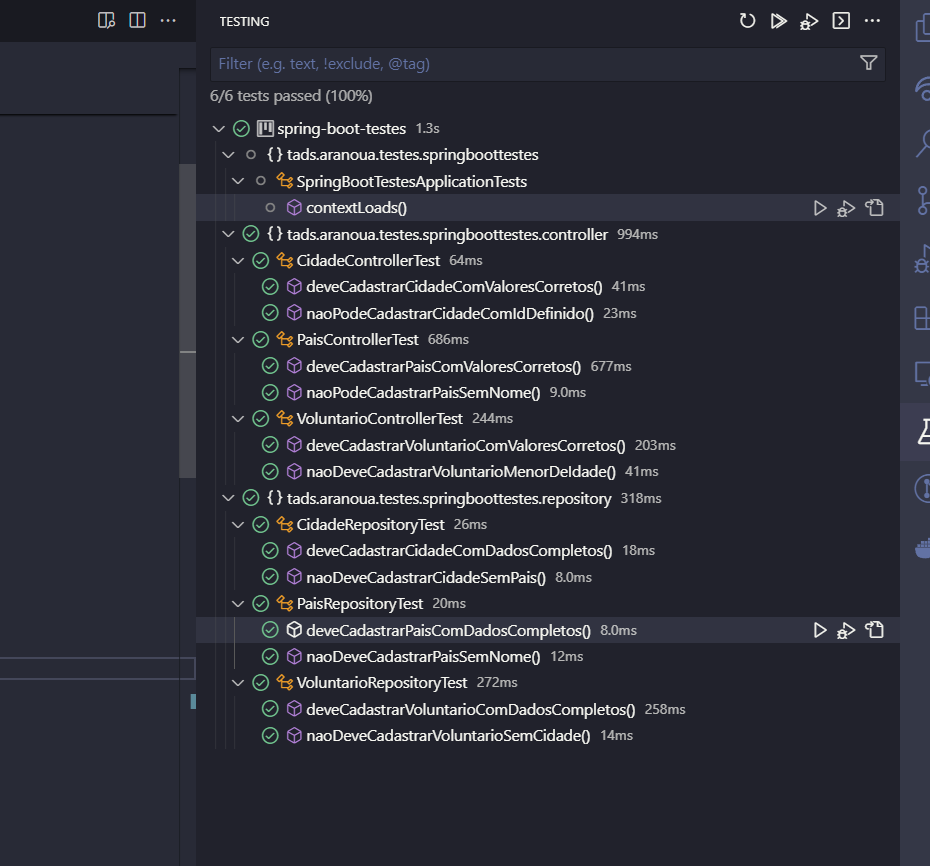 TESTING
Filter (e.g. text, !exclude, @tag)
6/6 tests passed (100%)
spring-boot-testes 1.3s
{} tads.aranoua.testes.springboottestes
SpringBootTestesApplicationTests
contextLoads()
{} tads.aranoua.testes.springboottestes.controller 994ms
CidadeControllerTest 64ms
deveCadastrarCidadeComValoresCorretos() 41ms
naoPodeCadastrarCidadeComIdDefinido() 23ms
PaisControllerTest 686ms
deveCadastrarPaisComValoresCorretos() 677ms
naoPodeCadastrarPaisSemNome() 9.0ms
VoluntarioControllerTest 244ms
deveCadastrarVoluntarioComValoresCorretos() 203ms
naoDeveCadastrarVoluntarioMenorDeIdade() 41ms
{} tads.aranoua.testes.springboottestes.repository 318ms
CidadeRepositoryTest 26ms
deveCadastrarCidadeComDadosCompletos() 18ms
naoDeveCadastrarCidadeSemPais() 8.0ms
PaisRepositoryTest 20ms
deveCadastrarPaisComDadosCompletos() 8.0ms
naoDeveCadastrarPaisSemNome() 12ms
VoluntarioRepositoryTest 272ms
deveCadastrarVoluntarioComDadosCompletos() 258ms
naoDeveCadastrarVoluntarioSemCidade() 14ms